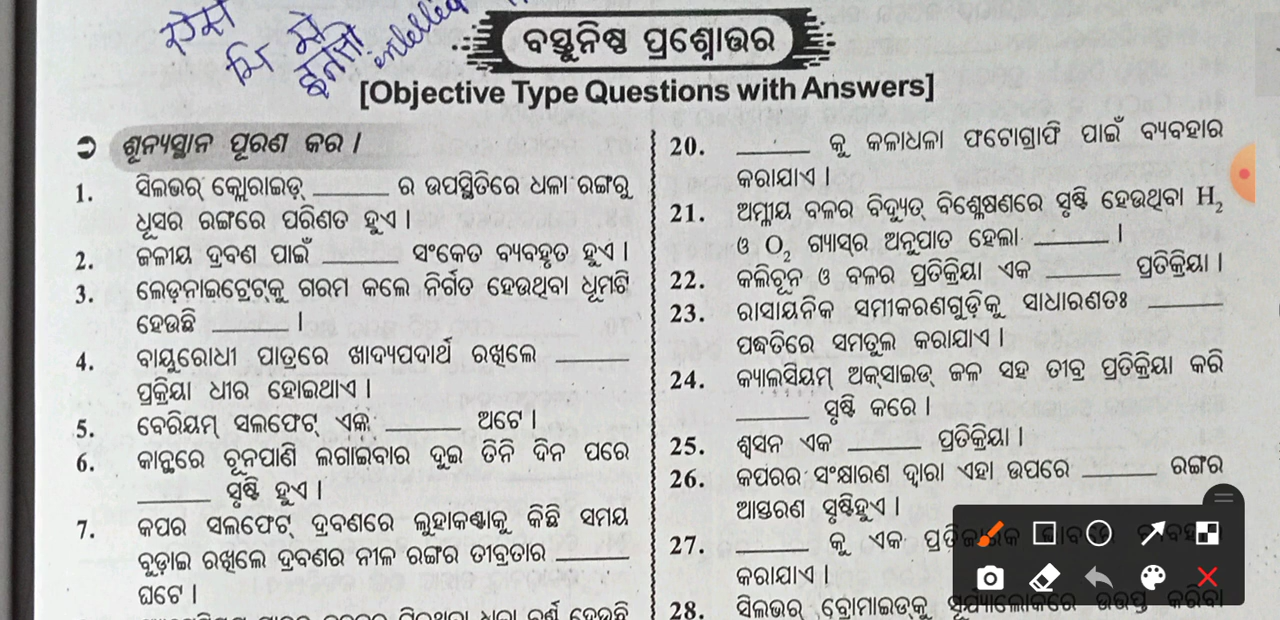 ବସ୍ତୁନିଷ୍ଠ ପ୍ରଶ୍ନୋତ୍ତର
[Objective Type Questions with Answers]
ଶୂନ୍ୟସ୍ଥାନ ପୂରଣ କର ।
1. ସିଲଭର୍ କ୍ଲୋରାଇଡ୍ ______ ର ଉପସ୍ଥିତିରେ ଧଳା ରଙ୍ଗରୁ
ଧୂସର ରଙ୍ଗରେ ପରିଣତ ହୁଏ ।
2. ଜଳୀୟ ଦ୍ରବଣ ପାଇଁ ______ ସଂକେତ ବ୍ୟବହୃତ ହୁଏ ।
3. ଲେଡ୍‌ନାଇଟ୍ରେଟ୍‌କୁ ଗରମ କଲେ ନିର୍ଗତ ହେଉଥିବା ଧୂମଟି
ହେଉଛି ______ ।
4. ବାୟୁରୋଧୀ ପାତ୍ରରେ ଖାଦ୍ୟପଦାର୍ଥ ରଖିଲେ ______
ପ୍ରକ୍ରିୟା ଧୀର ହୋଇଥାଏ ।
5. ବେରିୟମ୍ ସଲଫେଟ୍ ଏକ ______ ଅଟେ ।
6. କାନ୍ଥରେ ଚୂନପାଣି ଲଗାଇବାର ଦୁଇ ତିନି ଦିନ ପରେ
______ ସୃଷ୍ଟି ହୁଏ ।
7. କପର ସଲଫେଟ୍ ଦ୍ରବଣରେ ଲୁହାକଣ୍ଟାକୁ କିଛି ସମୟ
ବୁଡ଼ାଇ ରଖିଲେ ଦ୍ରବଣର ନୀଳ ରଙ୍ଗର ତୀବ୍ରତାର
ଘଟେ ।
20. ______ କୁ କଳାଧଳା ଫଟୋଗ୍ରାଫି ପାଇଁ ବ୍ୟବହାର
କରାଯାଏ ।
21. ଅମ୍ଳୀୟ ବଳର ବିଦ୍ୟୁତ୍ ବିଶ୍ଳେଷଣରେ ସୃଷ୍ଟି ହେଉଥିବା H₂
ଓ O₂ ଗ୍ୟାସ୍‌ର ଅନୁପାତ ହେଲା ______ ।
22. କଲିଚୂନ ଓ ବଳର ପ୍ରତିକ୍ରିୟା ଏକ ______ ପ୍ରତିକ୍ରିୟା ।
23. ରାସାୟନିକ ସମୀକରଣଗୁଡ଼ିକୁ ସାଧାରଣତଃ ______
ପଦ୍ଧତିରେ ସମତୁଲ କରାଯାଏ ।
24. କ୍ୟାଲସିୟମ୍ ଅକ୍‌ସାଇଡ୍ ଜଳ ସହ ତୀବ୍ର ପ୍ରତିକ୍ରିୟା କରି
______ ସୃଷ୍ଟି କରେ ।
25. ଶ୍ୱସନ ଏକ ______ ପ୍ରତିକ୍ରିୟା ।
26. କପରର ସଂକ୍ଷାରଣ ଦ୍ୱାରା ଏହା ଉପରେ ______ ରଙ୍ଗର
ଆସ୍ତରଣ ସୃଷ୍ଟିହୁଏ ।
27. ______ କୁ ଏକ
କରାଯାଏ ।
28. ସିଲଭର୍ ବ୍ରୋମାଇଡ୍‌କୁ ସୂର୍ଯ୍ୟାଲୋକରେ ଉତ୍ତପ୍ତ କରିବା